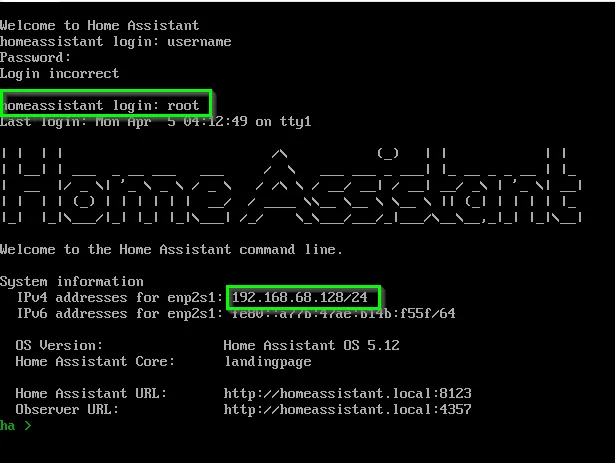 Welcome to Home Assistant
homeassistant login: username
Password:
Login incorrect
homeassistant login: root
Last login: Mon Apr  5 04:12:49 on tty1
Home Assistant
Welcome to the Home Assistant command line.
System information
IPv4 addresses for enp2s1: 192.168.68.128/24
IPv6 addresses for enp2s1: fe80::a77b:47ae:b14b:f55f/64
OS Version: Home Assistant OS 5.12
Home Assistant Core: landingpage
Home Assistant URL: http://homeassistant.local:8123
Observer URL: http://homeassistant.local:4357
ha >